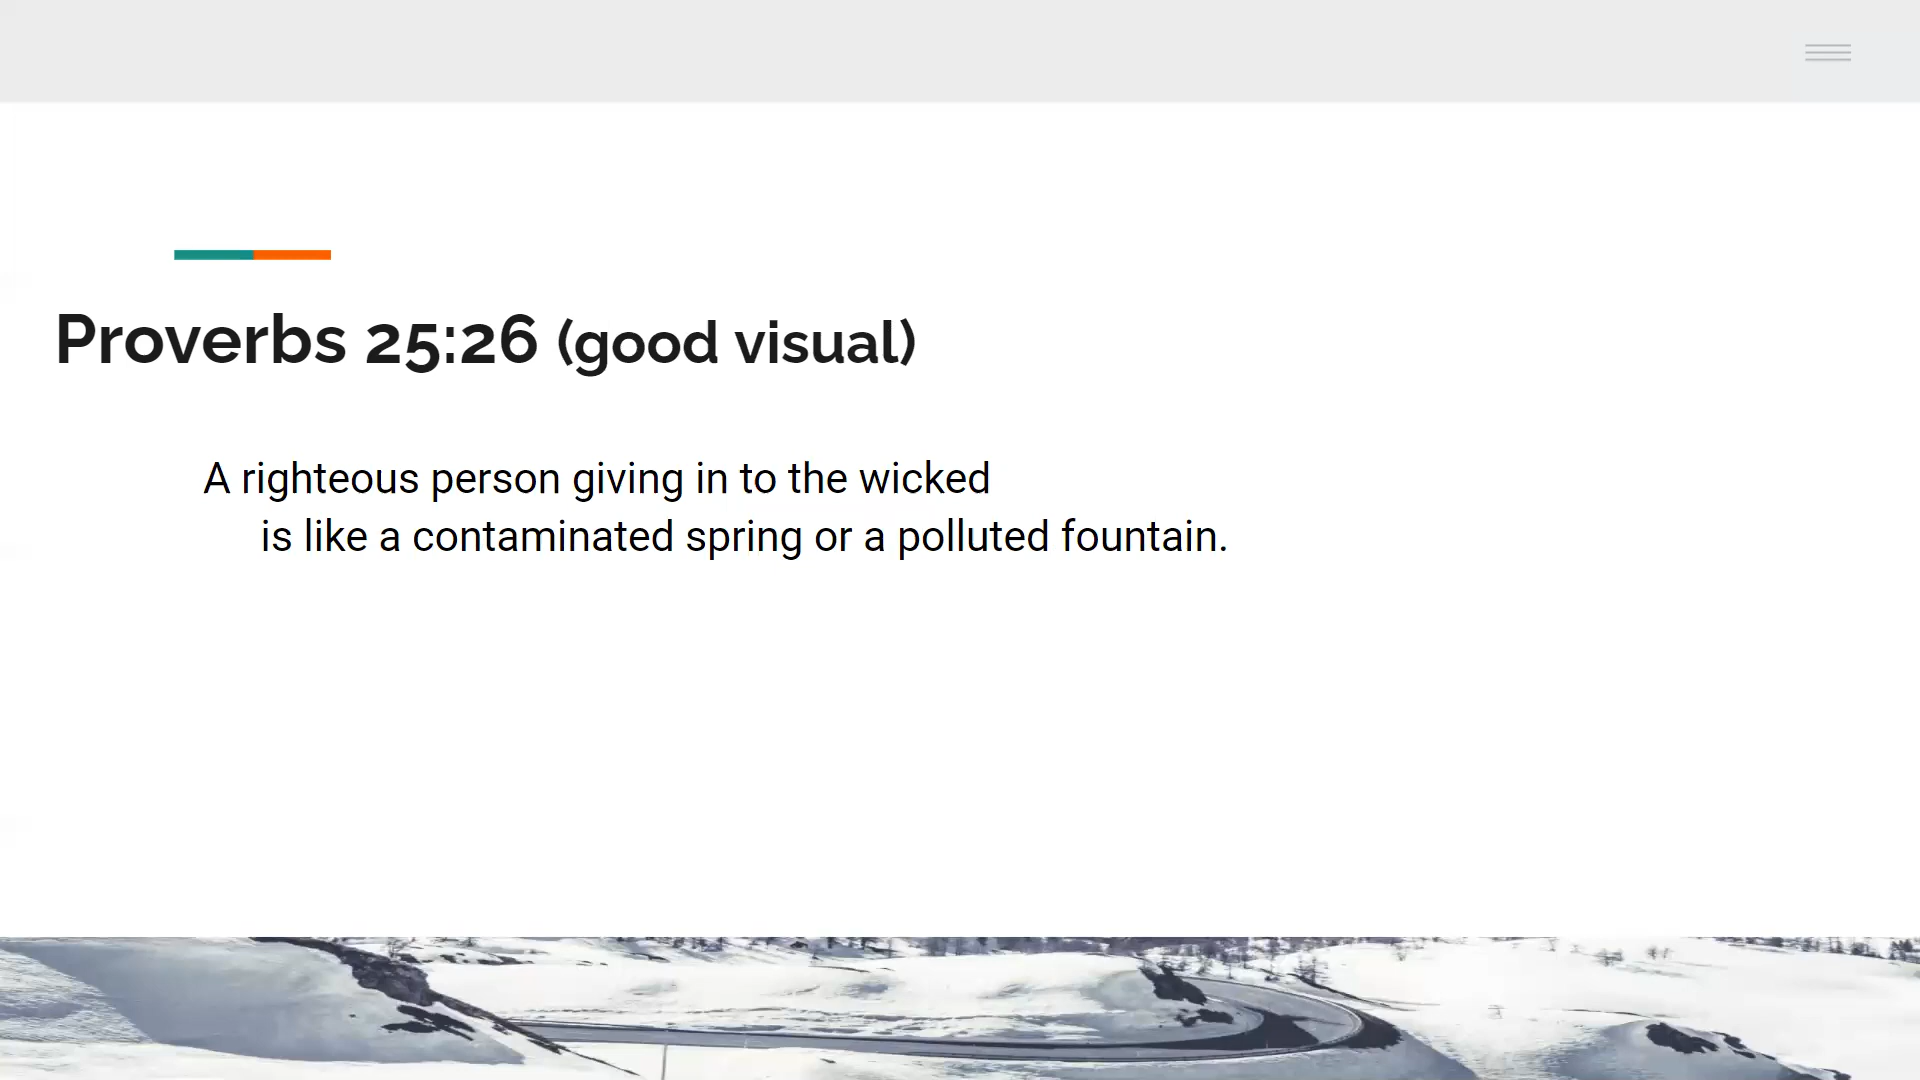 Proverbs 25:26 (good visual)
A righteous person giving in to the wicked
is like a contaminated spring or a polluted fountain.